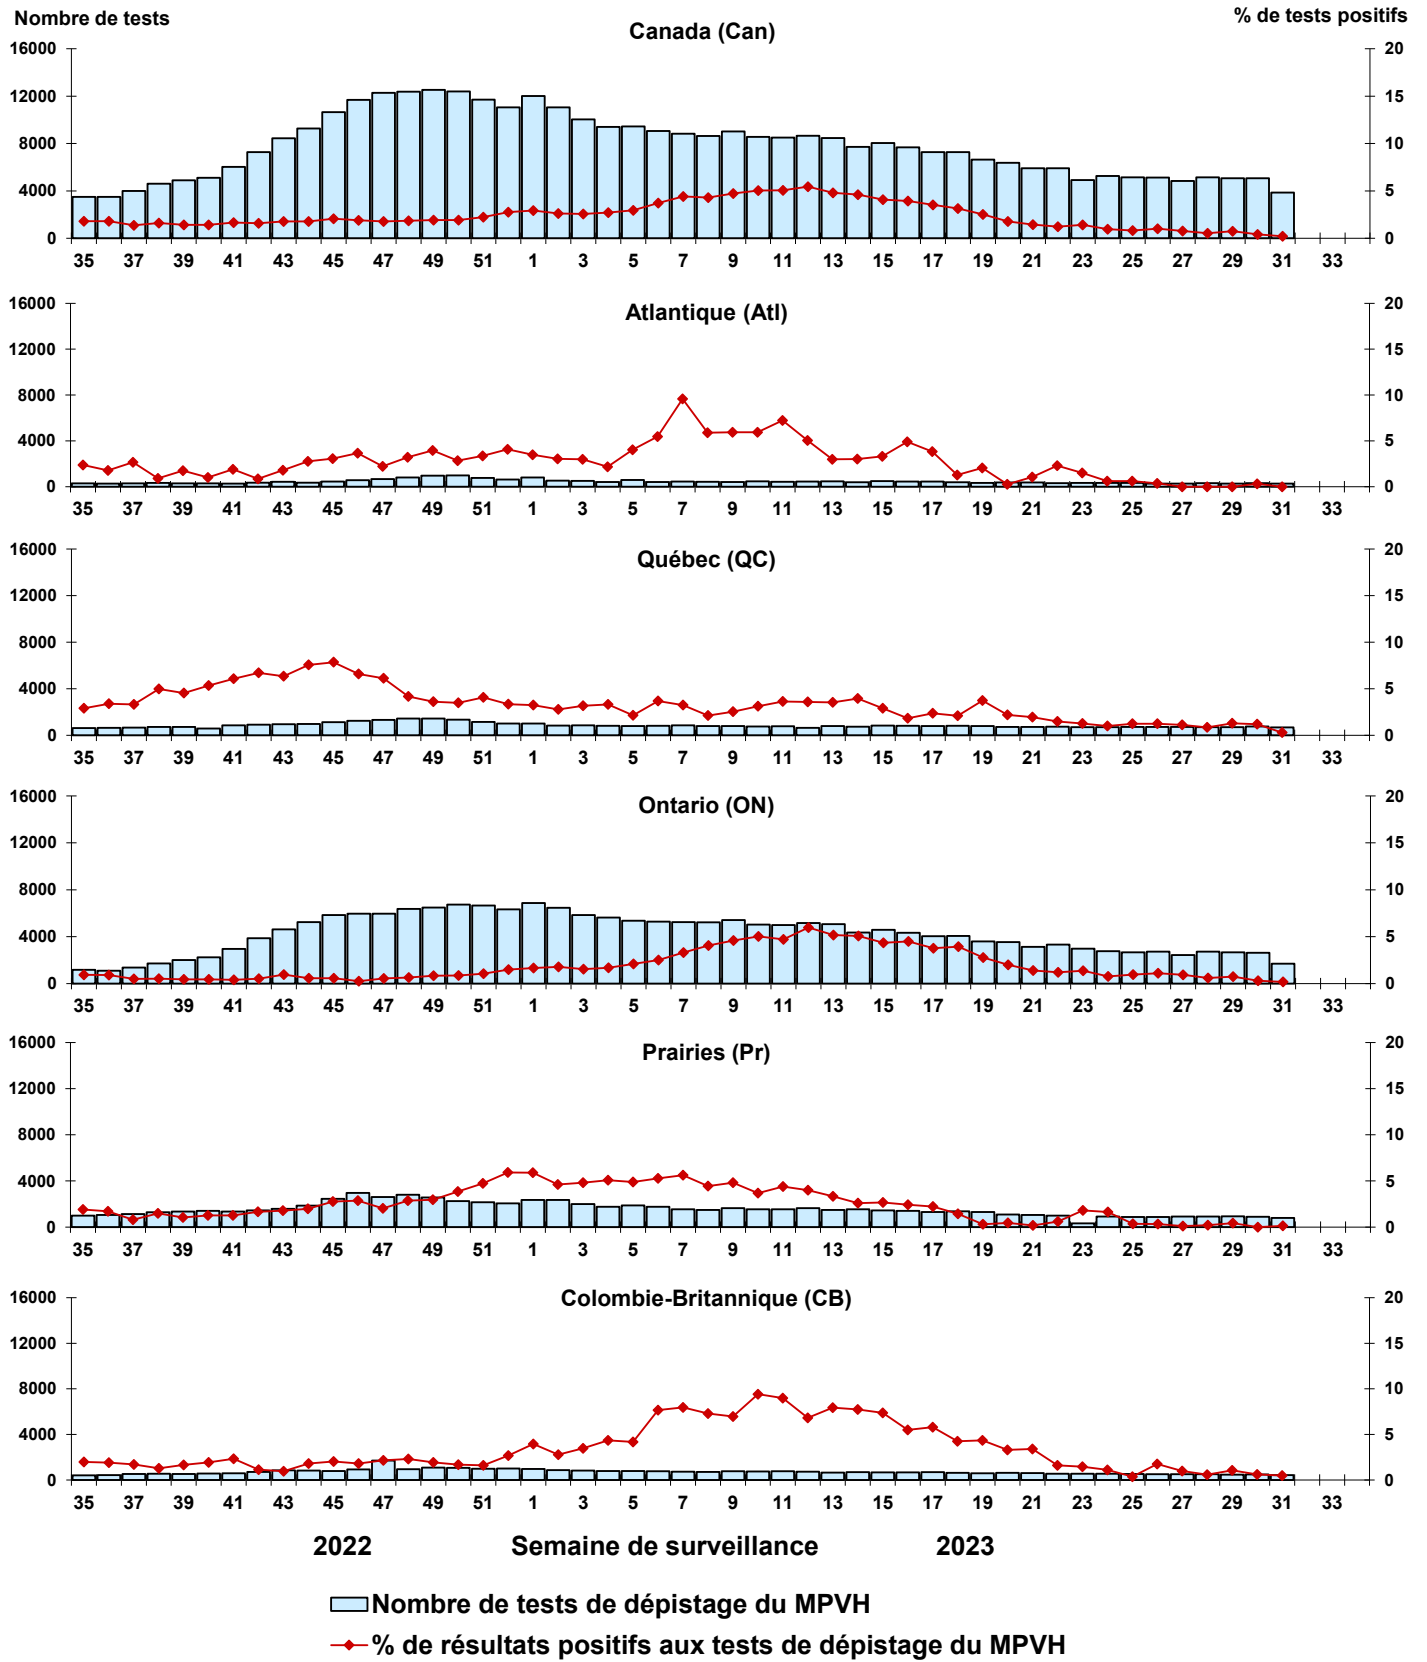 Nombre de tests % de tests positifs
Canada (Can)
16000 20
12000 15
8000 10
4000 5
0 0
35 37 39 41 43 45 47 49 51 1 3 5 7 9 11 13 15 17 19 21 23 25 27 29 31 33
Atlantique (Atl)
16000 20
12000 15
8000 10
4000 5
0 0
35 37 39 41 43 45 47 49 51 1 3 5 7 9 11 13 15 17 19 21 23 25 27 29 31 33
Québec (QC)
16000 20
12000 15
8000 10
4000 5
0 0
35 37 39 41 43 45 47 49 51 1 3 5 7 9 11 13 15 17 19 21 23 25 27 29 31 33
Ontario (ON)
16000 20
12000 15
8000 10
4000 5
0 0
35 37 39 41 43 45 47 49 51 1 3 5 7 9 11 13 15 17 19 21 23 25 27 29 31 33
Prairies (Pr)
16000 20
12000 15
8000 10
4000 5
0 0
35 37 39 41 43 45 47 49 51 1 3 5 7 9 11 13 15 17 19 21 23 25 27 29 31 33
Colombie-Britannique (CB)
16000 20
12000 15
8000 10
4000 5
0 0
35 37 39 41 43 45 47 49 51 1 3 5 7 9 11 13 15 17 19 21 23 25 27 29 31 33
2022 Semaine de surveillance 2023
Nombre de tests de dépistage du MPVH
% de résultats positifs aux tests de dépistage du MPVH